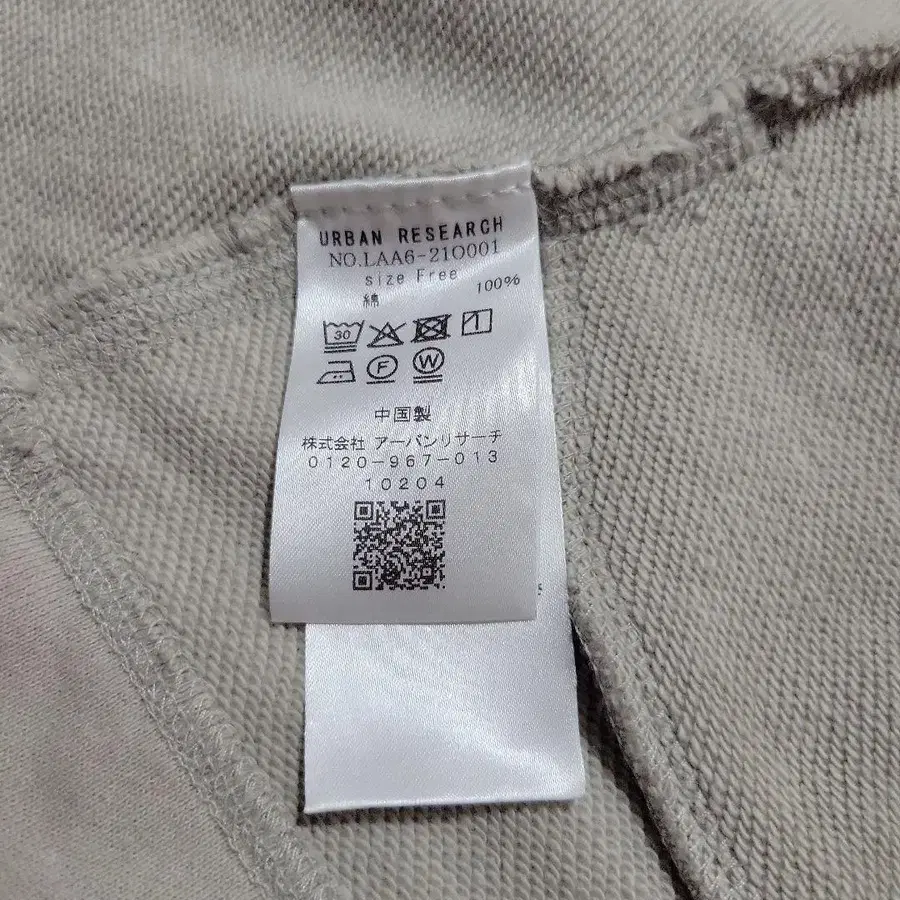 URBAN RESEARCH
NO.LAA6-21O001
size Free
綿 100%
30
F W
中国製
株式会社 アーバンリサーチ
0120-967-013
10204